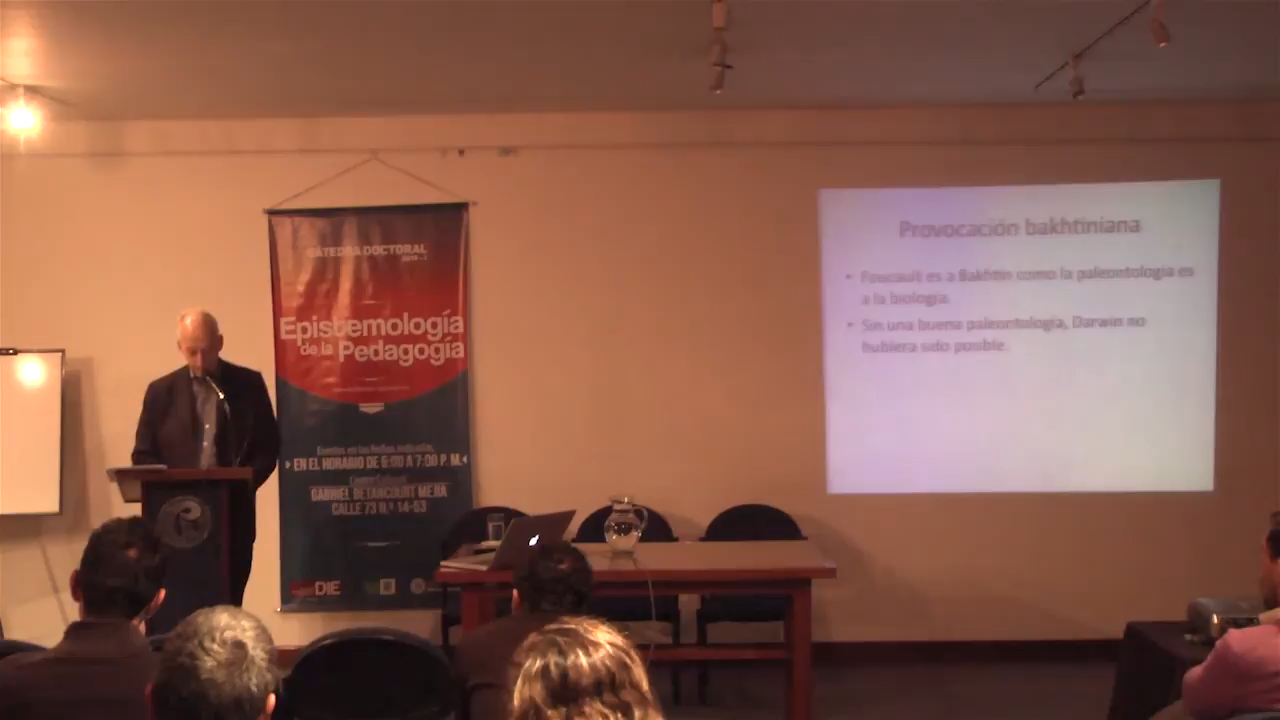 CÁTEDRA DOCTORAL
Epistemología
de la Pedagogía
EN EL HORARIO DE 5:00 A 7:00 P.M.
GABRIEL BETANCOURT MEJÍA
CALLE 73 N.º 14-63
DIE
Provocación bakhtiniana
• Foucault es a Bakhtin como la paleontología es
a la biología.
• Sin una buena paleontología, Darwin no
hubiera sido posible.